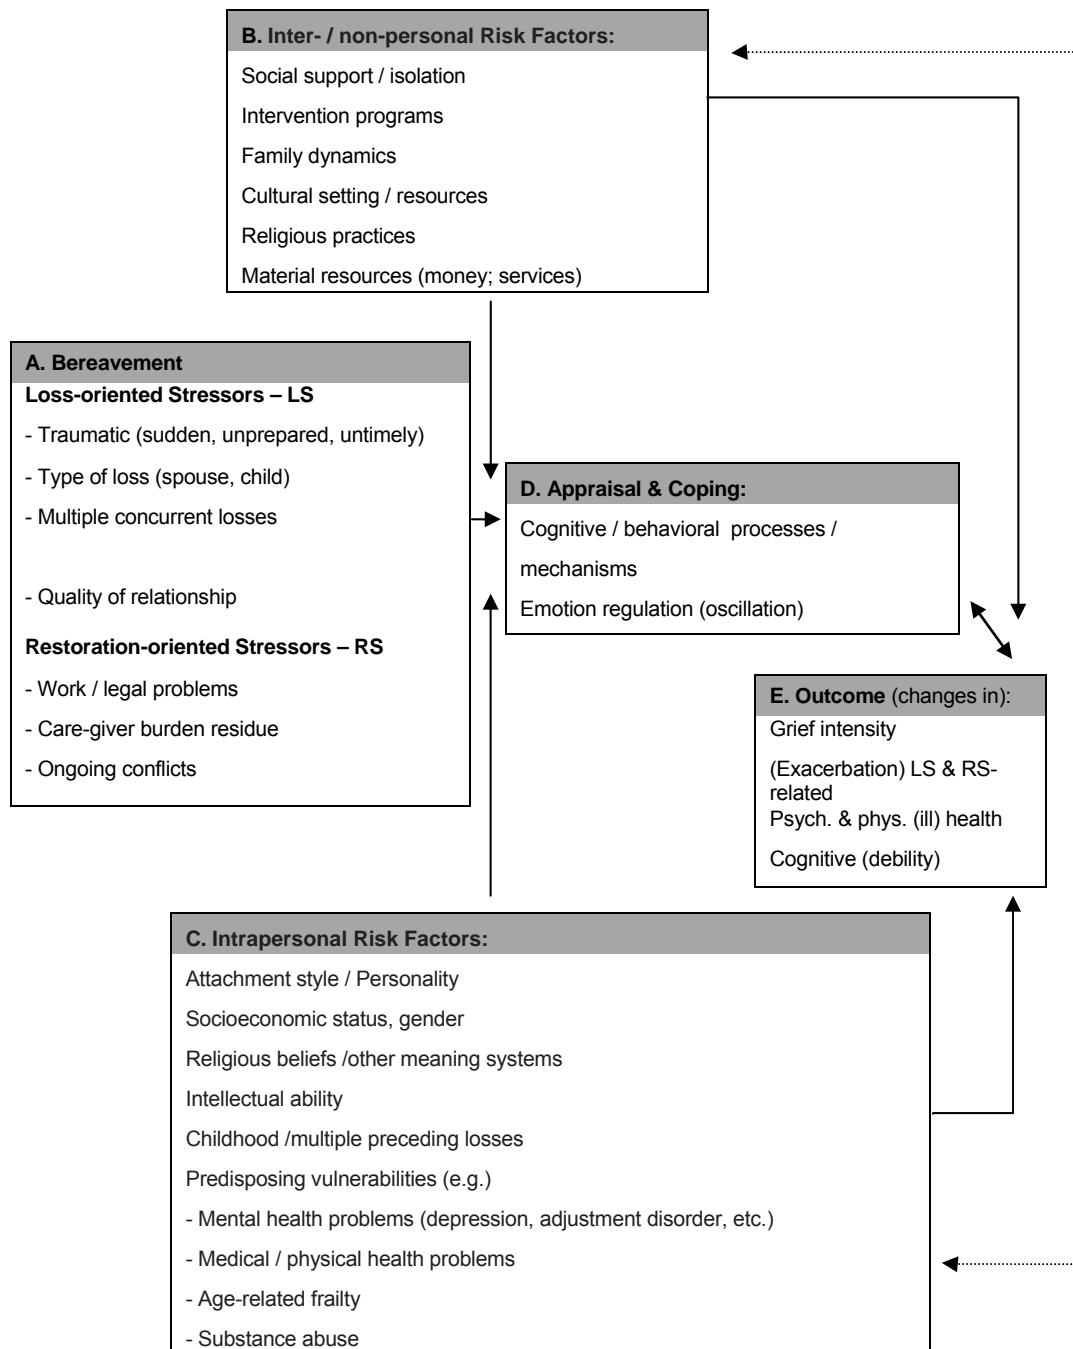 B. Inter- / non-personal Risk Factors:
Social support / isolation
Intervention programs
Family dynamics
Cultural setting / resources
Religious practices
Material resources (money; services)
A. Bereavement
Loss-oriented Stressors – LS
- Traumatic (sudden, unprepared, untimely)
- Type of loss (spouse, child)
- Multiple concurrent losses
- Quality of relationship
Restoration-oriented Stressors – RS
- Work / legal problems
- Care-giver burden residue
- Ongoing conflicts
D. Appraisal & Coping:
Cognitive / behavioral processes /
mechanisms
Emotion regulation (oscillation)
E. Outcome (changes in):
Grief intensity
(Exacerbation) LS & RS-
related
Psych. & phys. (ill) health
Cognitive (debility)
C. Intrapersonal Risk Factors:
Attachment style / Personality
Socioeconomic status, gender
Religious beliefs /other meaning systems
Intellectual ability
Childhood /multiple preceding losses
Predisposing vulnerabilities (e.g.)
- Mental health problems (depression, adjustment disorder, etc.)
- Medical / physical health problems
- Age-related frailty
- Substance abuse